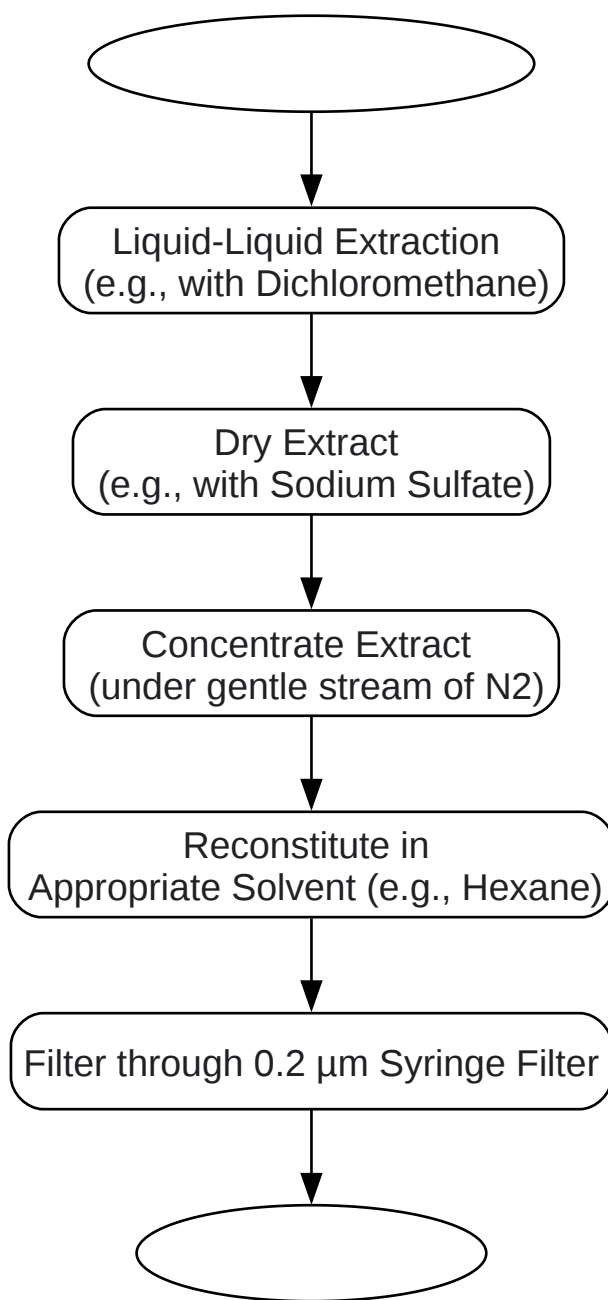 Liquid-Liquid Extraction
(e.g., with Dichloromethane)
Dry Extract
(e.g., with Sodium Sulfate)
Concentrate Extract
(under gentle stream of N2)
Reconstitute in
Appropriate Solvent (e.g., Hexane)
Filter through 0.2 µm Syringe Filter